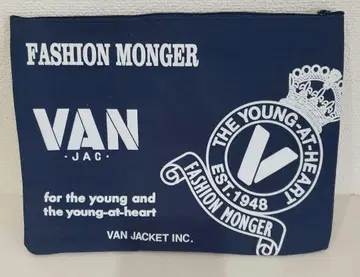 FASHION MONGER
VAN
·JAC·
for the young and
the young-at-heart
VAN JACKET INC.
THE YOUNG-AT-HEART
V
EST. 1948
FASHION MONGER